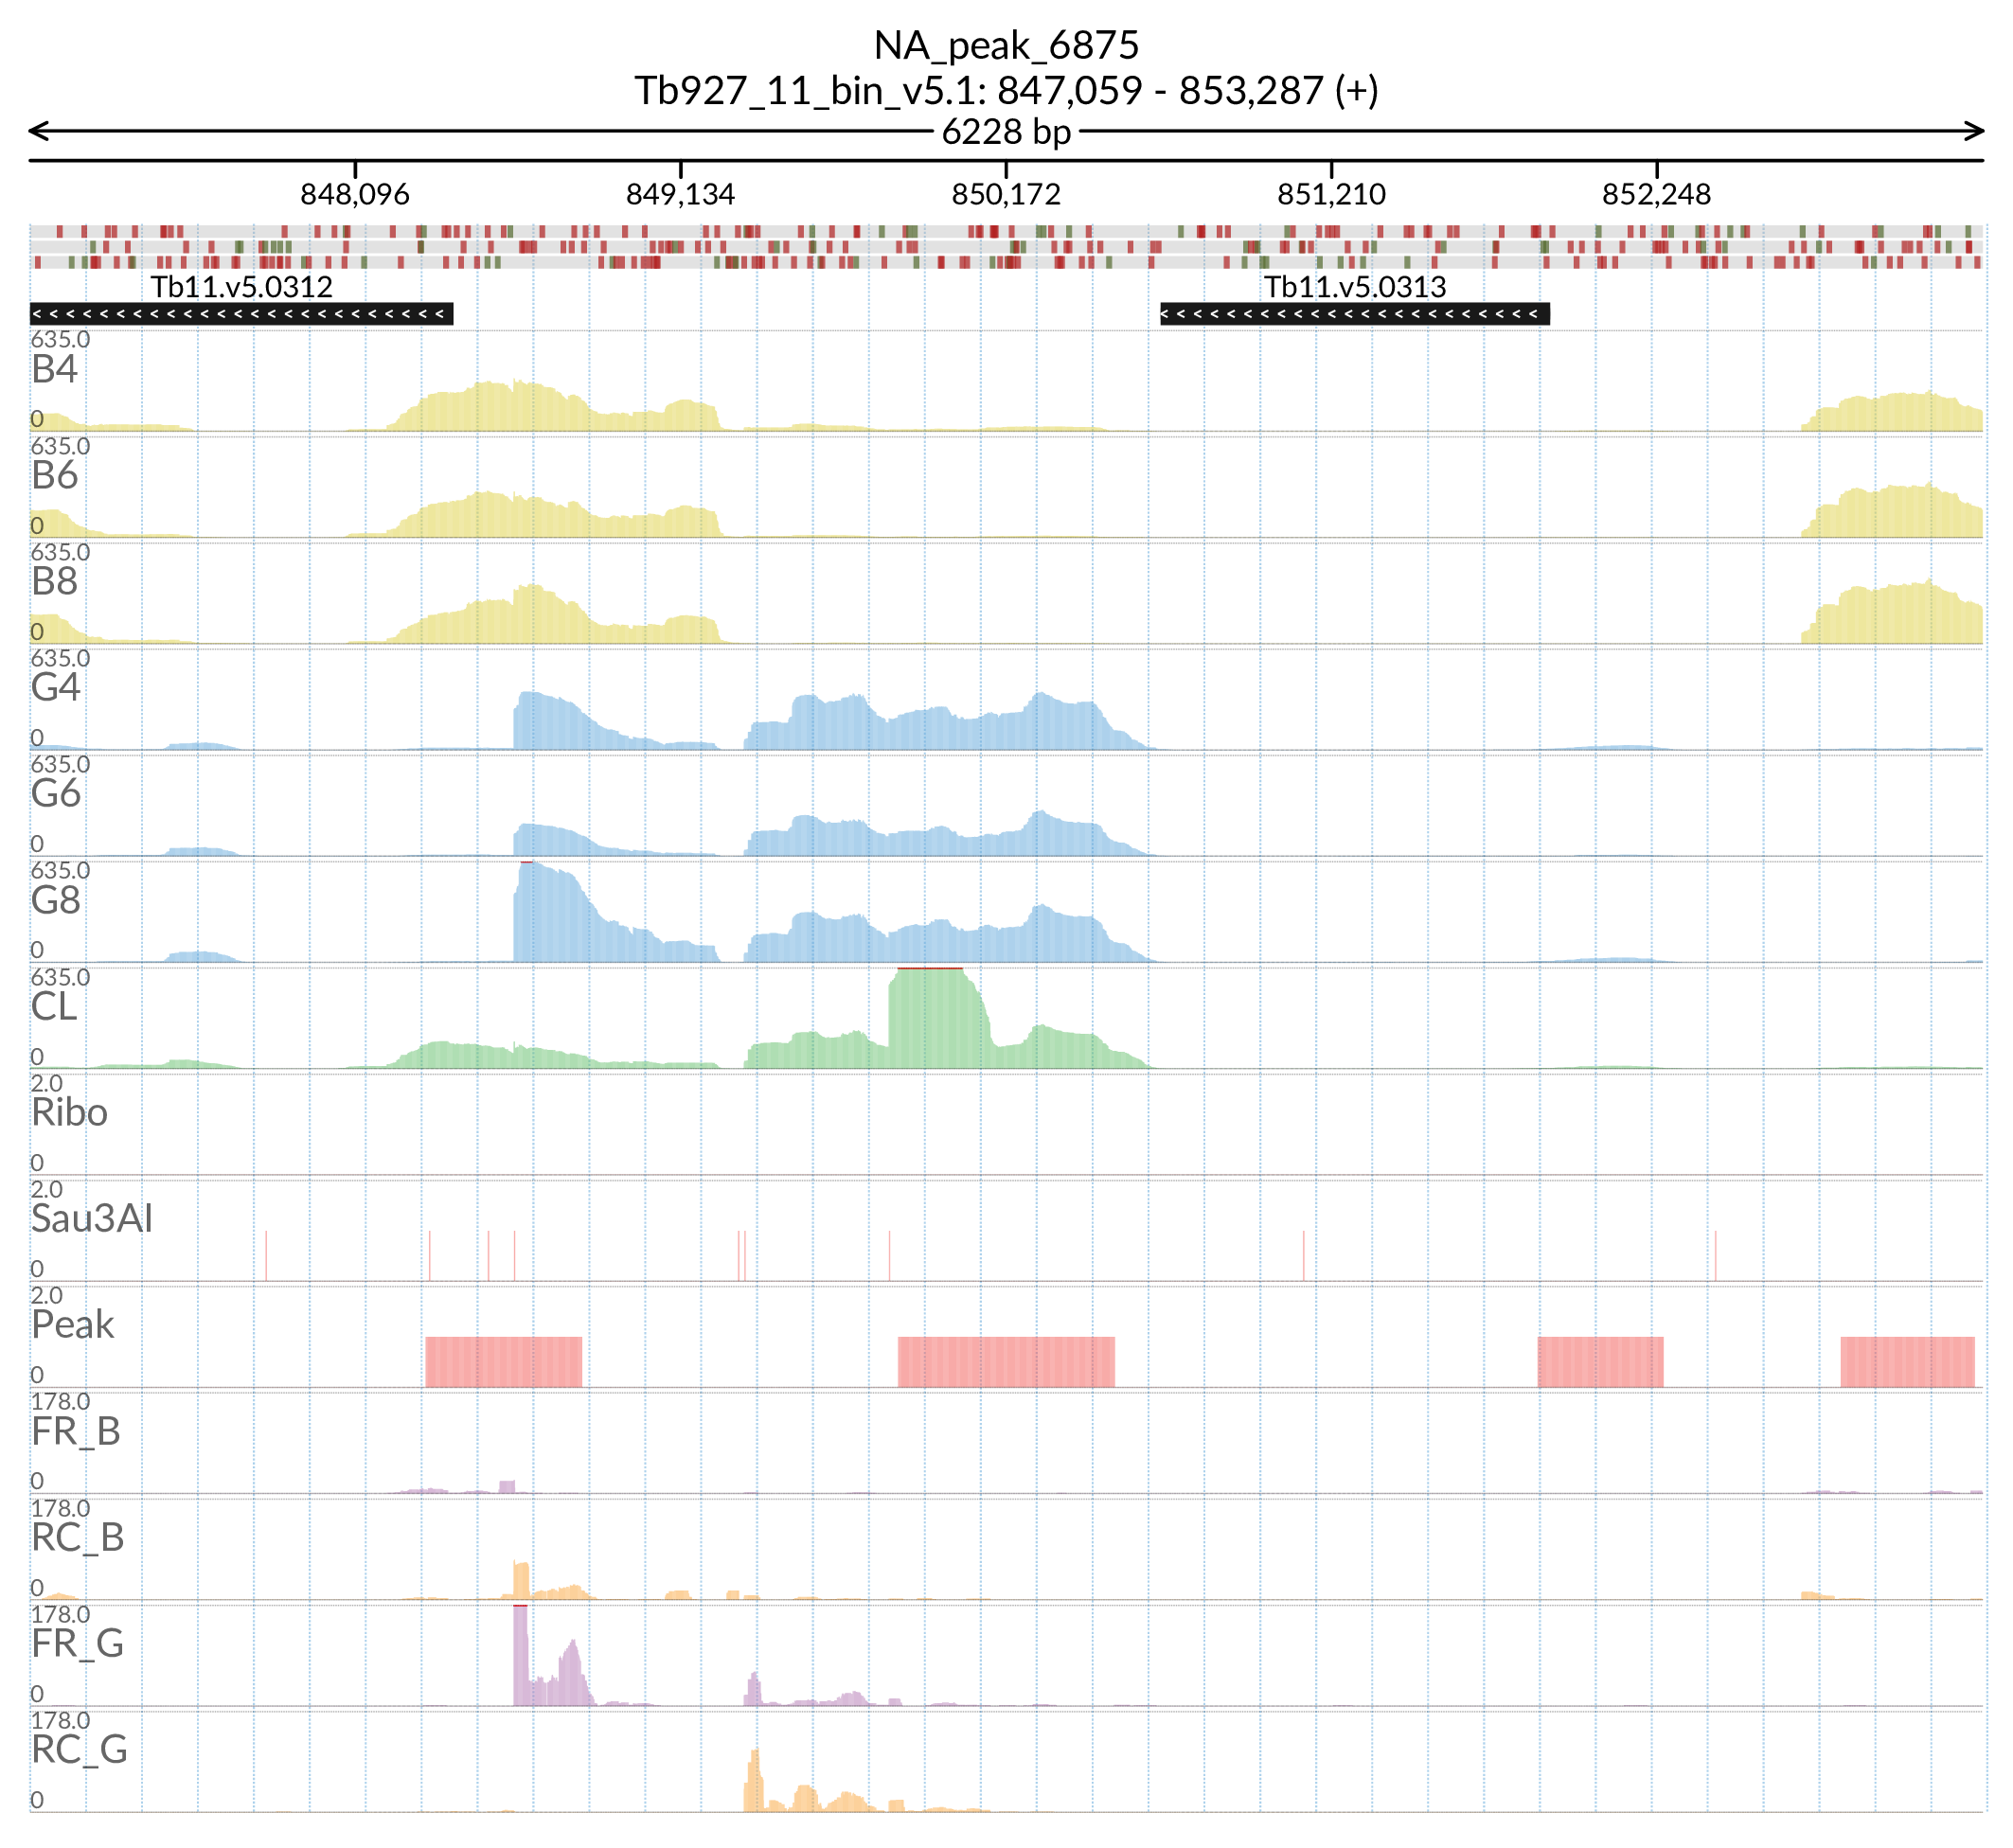 NA_peak_6875
Tb927_11_bin_v5.1: 847,059 - 853,287 (+)
6228 bp
848,096 849,134 850,172 851,210 852,248
Tb11.v5.0312 Tb11.v5.0313
635.0
B4
0
635.0
B6
0
635.0
B8
0
635.0
G4
0
635.0
G6
0
635.0
G8
0
635.0
CL
0
2.0
Ribo
0
2.0
Sau3AI
0
2.0
Peak
0
178.0
FR_B
0
178.0
RC_B
0
178.0
FR_G
0
178.0
RC_G
0